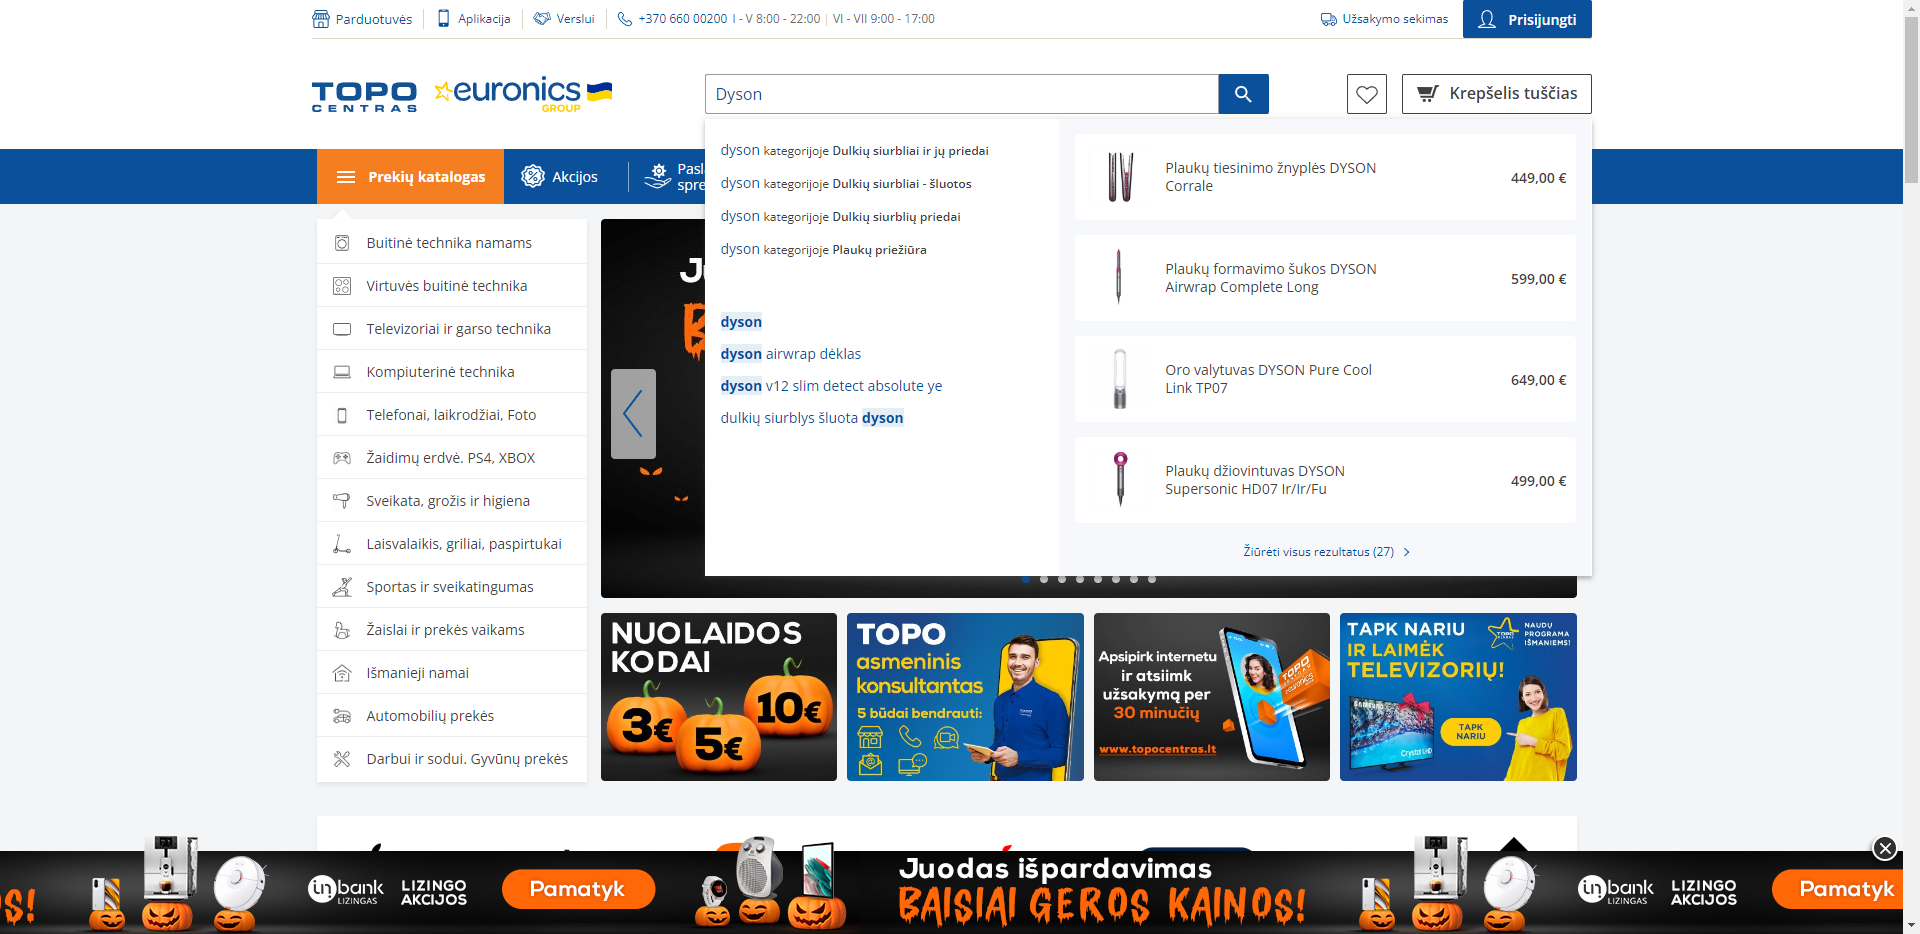 Parduotuvės
Aplikacija
Verslui
+370 660 00200 I - V 8:00 - 22:00 | VI - VII 9:00 - 17:00
Užsakymo sekimas
Prisijungti
TOPO
CENTRAS
euronics
GROUP
Dyson
Krepšelis tuščias
Prekių katalogas
Akcijos
Pasl
spre
dyson kategorijoje Dulkių siurbliai ir jų priedai
dyson kategorijoje Dulkių siurbliai - šluotos
dyson kategorijoje Dulkių siurblių priedai
dyson kategorijoje Plaukų priežiūra
dyson
dyson airwrap dėklas
dyson v12 slim detect absolute ye
dulkių siurblys šluota dyson
Plaukų tiesinimo žnyplės DYSON
Corrale
449,00 €
Plaukų formavimo šukos DYSON
Airwrap Complete Long
599,00 €
Oro valytuvas DYSON Pure Cool
Link TP07
649,00 €
Plaukų džiovintuvas DYSON
Supersonic HD07 Ir/Ir/Fu
499,00 €
Žiūrėti visus rezultatus (27)
Buitinė technika namams
Virtuvės buitinė technika
Televizoriai ir garso technika
Kompiuterinė technika
Telefonai, laikrodžiai, Foto
Žaidimų erdvė. PS4, XBOX
Sveikata, grožis ir higiena
Laisvalaikis, griliai, paspirtukai
Sportas ir sveikatingumas
Žaislai ir prekės vaikams
Išmanieji namai
Automobilių prekės
Darbui ir sodui. Gyvūnų prekės
NUOLAIDOS
KODAI
3€
5€
10€
TOPO
asmeninis
konsultantas
5 būdai bendrauti:
Apsipirk internetu
ir atsiimk
užsakymą per
30 minučių
www.topocentras.lt
TOPO
CENTRAS
euronics
TAPK NARIU
IR LAIMĖK
TELEVIZORIŲ!
NAUDŲ
PROGRAMA
IŠMANIEMS!
SAMSUNG
Crystal UHD
TAPK
NARIU
OS!
inbank
LIZINGAS
LIZINGO
AKCIJOS
Pamatyk
Juodas išpardavimas
BAISIAI GEROS KAINOS!
inbank
LIZINGAS
LIZINGO
AKCIJOS
Pamatyk